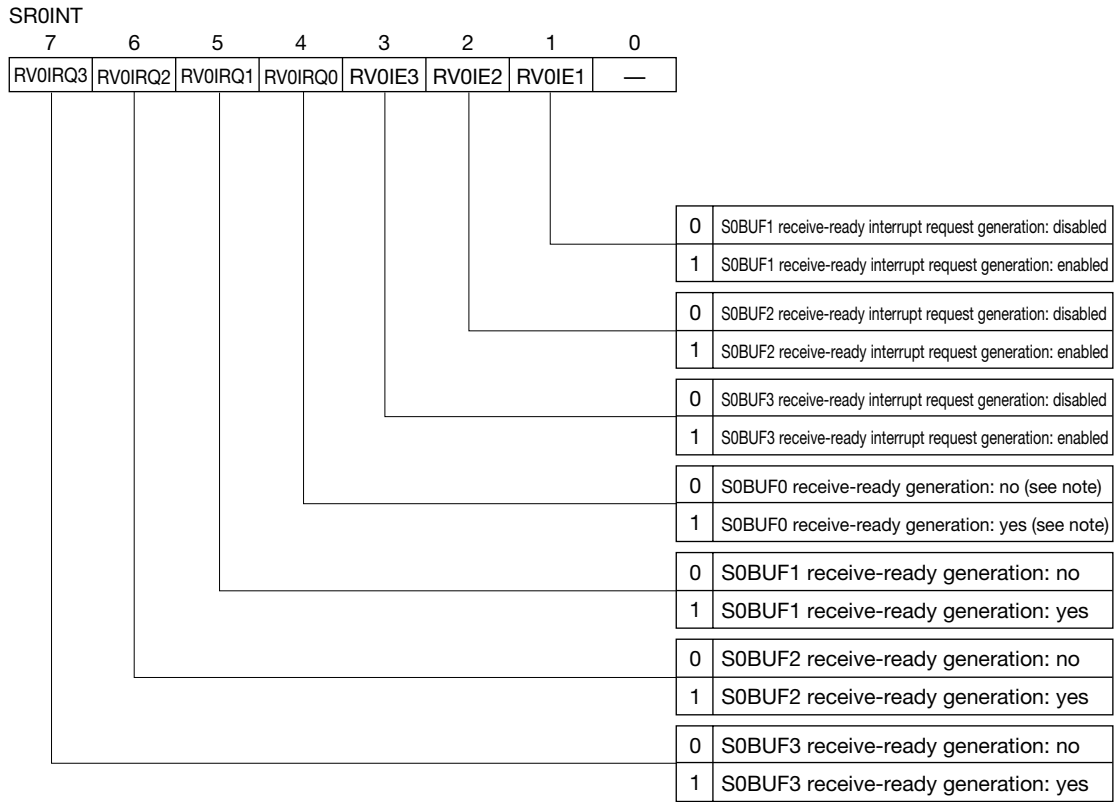 SR0INT
7 6 5 4 3 2 1 0
RV0IRQ3 RV0IRQ2 RV0IRQ1 RV0IRQ0 RV0IE3 RV0IE2 RV0IE1 —
0 S0BUF1 receive-ready interrupt request generation: disabled
1 S0BUF1 receive-ready interrupt request generation: enabled
0 S0BUF2 receive-ready interrupt request generation: disabled
1 S0BUF2 receive-ready interrupt request generation: enabled
0 S0BUF3 receive-ready interrupt request generation: disabled
1 S0BUF3 receive-ready interrupt request generation: enabled
0 S0BUF0 receive-ready generation: no (see note)
1 S0BUF0 receive-ready generation: yes (see note)
0 S0BUF1 receive-ready generation: no
1 S0BUF1 receive-ready generation: yes
0 S0BUF2 receive-ready generation: no
1 S0BUF2 receive-ready generation: yes
0 S0BUF3 receive-ready generation: no
1 S0BUF3 receive-ready generation: yes